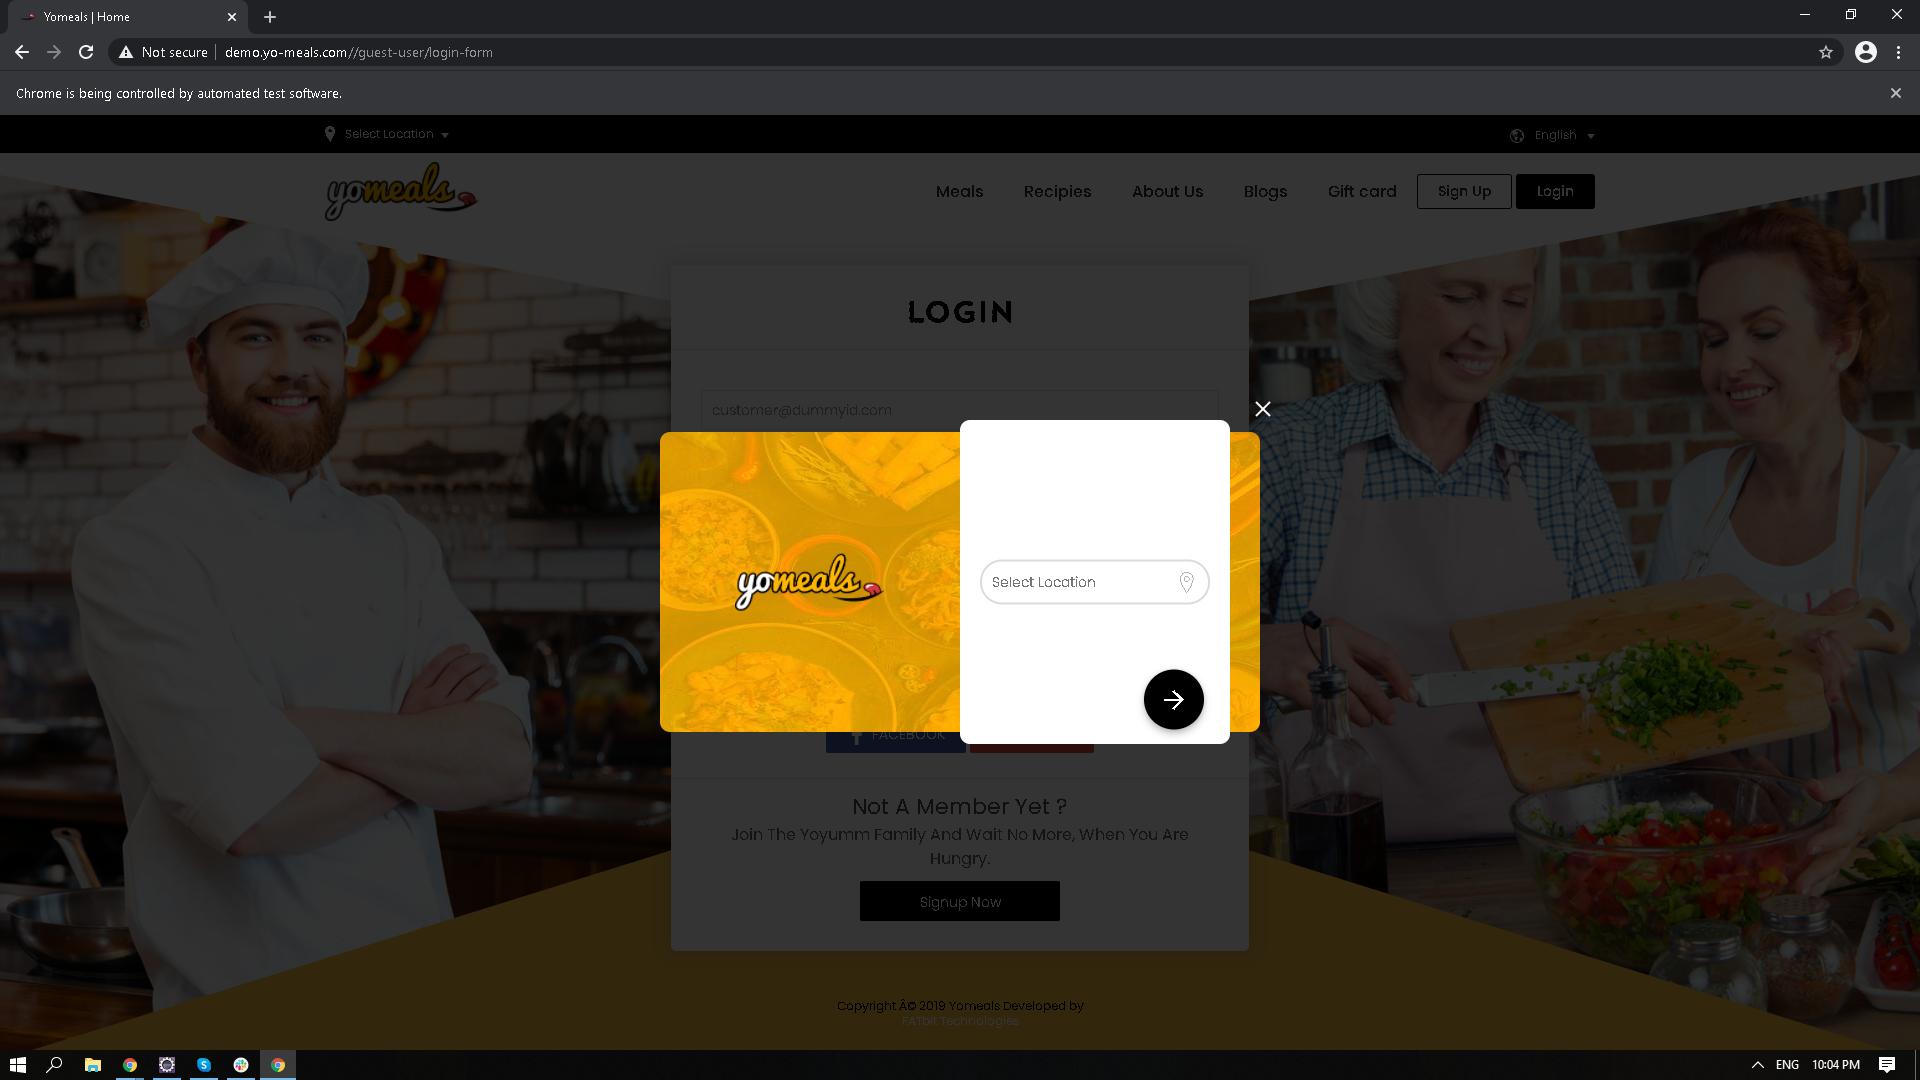 Yomeals | Home
Not secure
demo.yo-meals.com//guest-user/login-form
Chrome is being controlled by automated test software.
Select Location
English
yomeals
Meals
Recipies
About Us
Blogs
Gift card
Sign Up
Login
LOGIN
customer@dummyid.com
yomeals
Select Location
FACEBOOK
Not A Member Yet ?
Join The Yoyumm Family And Wait No More, When You Are
Hungry.
Signup Now
Copyright Â© 2019 Yomeals Developed by
FATbit Technologies
ENG
10:04 PM